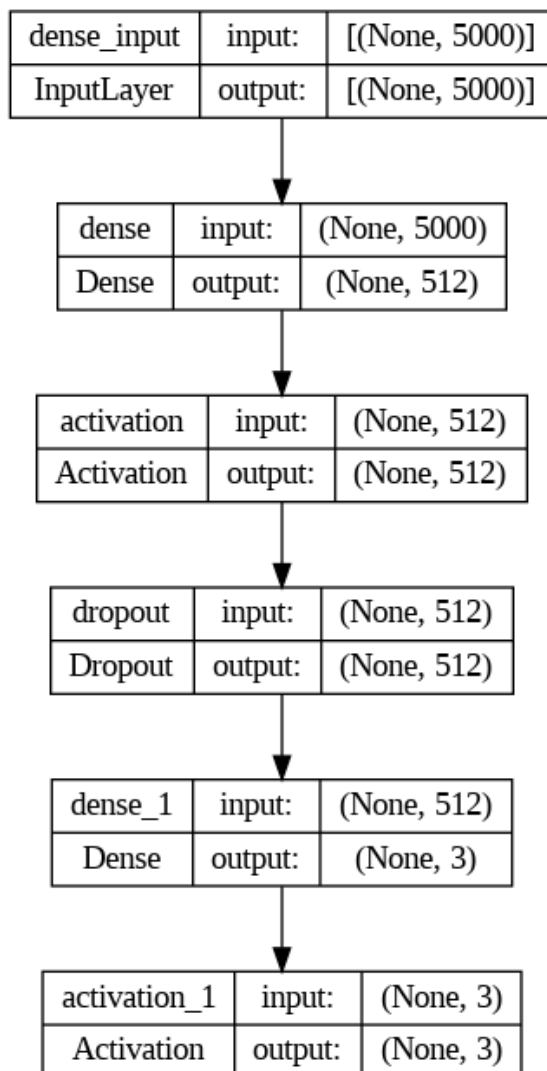 dense_input input: [(None, 5000)]
InputLayer output: [(None, 5000)]
dense input: (None, 5000)
Dense output: (None, 512)
activation input: (None, 512)
Activation output: (None, 512)
dropout input: (None, 512)
Dropout output: (None, 512)
dense_1 input: (None, 512)
Dense output: (None, 3)
activation_1 input: (None, 3)
Activation output: (None, 3)